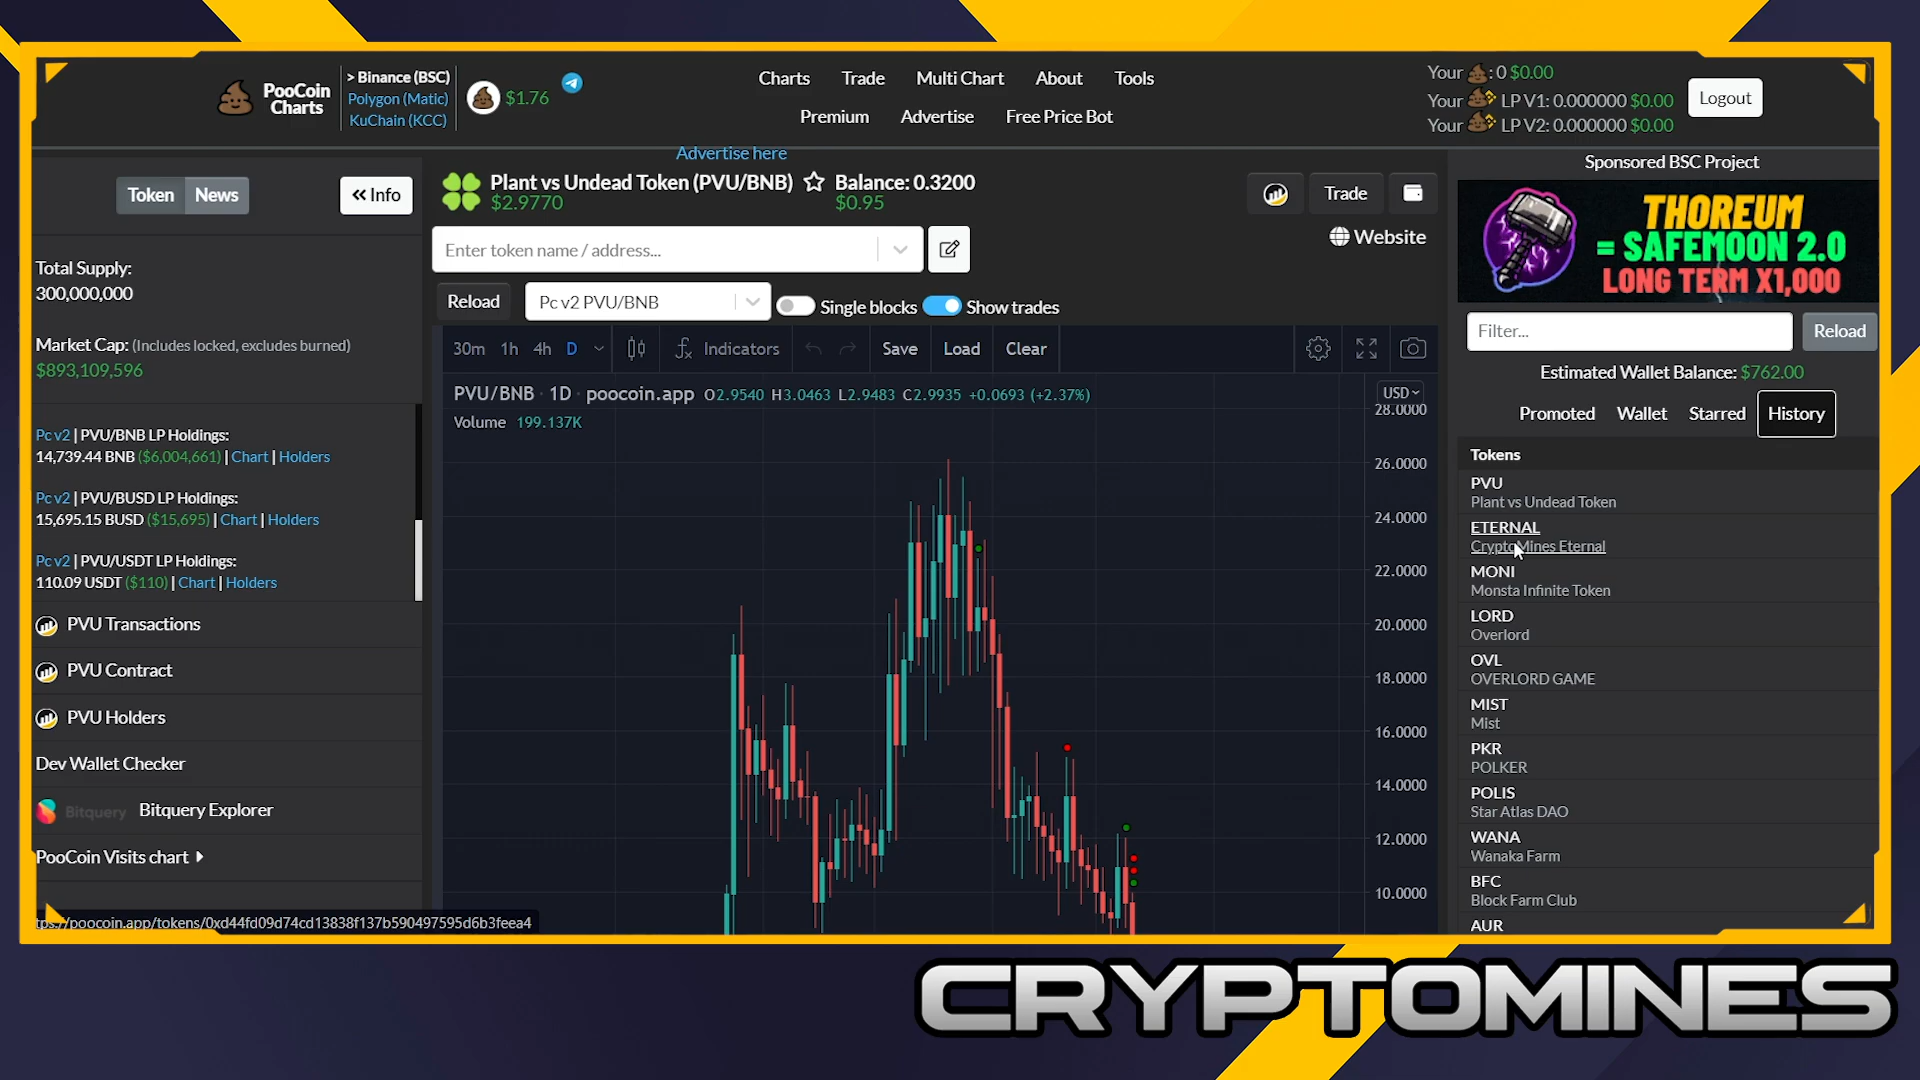 PooCoin
Charts
> Binance (BSC)
Polygon (Matic)
KuChain (KCC)
$1.76
Charts Trade Multi Chart About Tools
Premium Advertise Free Price Bot
Your : 0 $0.00
Your LP V1: 0.000000 $0.00
Your LP V2: 0.000000 $0.00
Logout
Token News
« Info
Total Supply:
300,000,000
Market Cap: (Includes locked, excludes burned)
$893,109,596
Pc v2 | PVU/BNB LP Holdings:
14,739.44 BNB ($6,004,661) | Chart | Holders
Pc v2 | PVU/BUSD LP Holdings:
15,695.15 BUSD ($15,695) | Chart | Holders
Pc v2 | PVU/USDT LP Holdings:
110.09 USDT ($110) | Chart | Holders
PVU Transactions
PVU Contract
PVU Holders
Dev Wallet Checker
Bitquery Bitquery Explorer
PooCoin Visits chart
tps://poocoin.app/tokens/0xd44fd09d74cd13838f137b590497595d6b3feea4
Advertise here
Plant vs Undead Token (PVU/BNB) Balance: 0.3200
$2.9770 $0.95
Trade
Enter token name / address...
Website
Reload
Pc v2 PVU/BNB
Single blocks
Show trades
30m 1h 4h D Indicators Save Load Clear
PVU/BNB · 1D · poocoin.app O2.9540 H3.0463 L2.9483 C2.9935 +0.0693 (+2.37%)
Volume 199.137K
USD
28.0000
26.0000
24.0000
22.0000
20.0000
18.0000
16.0000
14.0000
12.0000
10.0000
Sponsored BSC Project
THOREUM
= SAFEMOON 2.0
LONG TERM X1,000
Filter...
Reload
Estimated Wallet Balance: $762.00
Promoted Wallet Starred History
Tokens
PVU
Plant vs Undead Token
ETERNAL
CryptoMines Eternal
MONI
Monsta Infinite Token
LORD
Overlord
OVL
OVERLORD GAME
MIST
Mist
PKR
POLKER
POLIS
Star Atlas DAO
WANA
Wanaka Farm
BFC
Block Farm Club
AUR
CRYPTOMINES